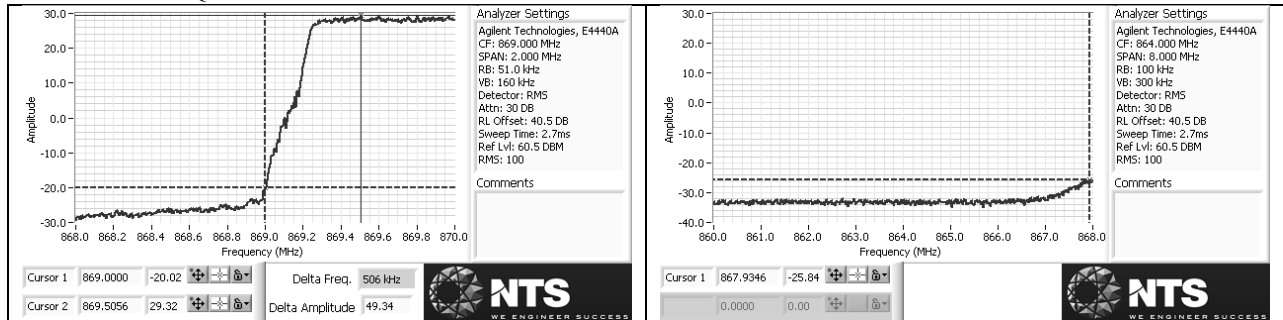 30.0
20.0
10.0
0.0
-10.0
-20.0
-30.0
Amplitude
868.0 868.2 868.4 868.6 868.8 869.0 869.2 869.4 869.6 869.8 870.0
Frequency (MHz)
Analyzer Settings
Agilent Technologies, E4440A
CF: 869.000 MHz
SPAN: 2.000 MHz
RB: 51.0 kHz
VB: 160 kHz
Detector: RMS
Attn: 30 DB
RL Offset: 40.5 DB
Sweep Time: 2.7ms
Ref Lvl: 60.5 DBM
RMS: 100
Comments
Cursor 1 869.0000 -20.02
Cursor 2 869.5056 29.32
Delta Freq. 506 kHz
Delta Amplitude 49.34
NTS
WE ENGINEER SUCCESS
30.0
20.0
10.0
0.0
-10.0
-20.0
-30.0
-40.0
Amplitude
860.0 861.0 862.0 863.0 864.0 865.0 866.0 867.0 868.0
Frequency (MHz)
Analyzer Settings
Agilent Technologies, E4440A
CF: 864.000 MHz
SPAN: 8.000 MHz
RB: 100 kHz
VB: 300 kHz
Detector: RMS
Attn: 30 DB
RL Offset: 40.5 DB
Sweep Time: 2.7ms
Ref Lvl: 60.5 DBM
RMS: 100
Comments
Cursor 1 867.9346 -25.84
0.0000 0.00
NTS
WE ENGINEER SUCCESS